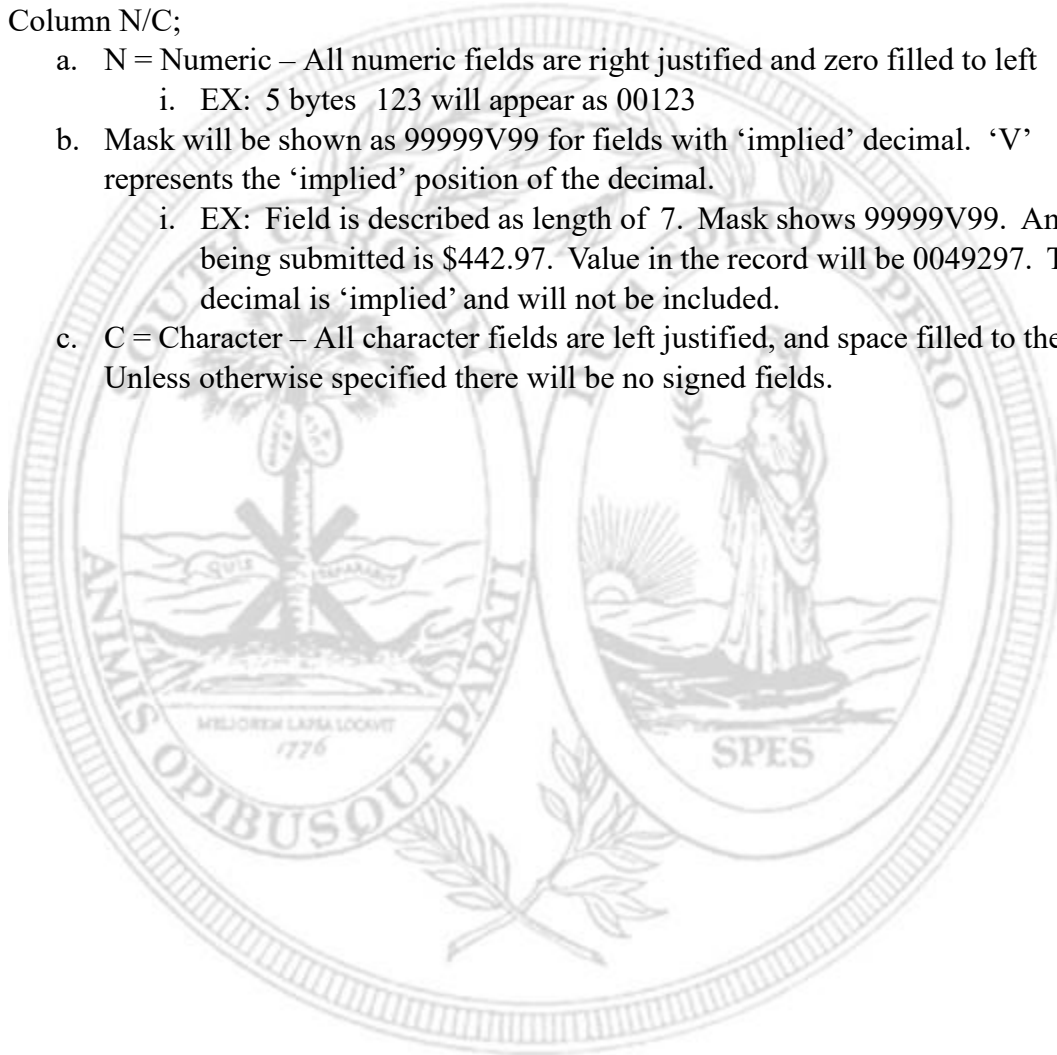 Column N/C;
a. N = Numeric – All numeric fields are right justified and zero filled to left
i. EX: 5 bytes 123 will appear as 00123
b. Mask will be shown as 99999V99 for fields with ‘implied’ decimal. ‘V’
represents the ‘implied’ position of the decimal.
i. EX: Field is described as length of 7. Mask shows 99999V99. An
being submitted is $442.97. Value in the record will be 0049297. T
decimal is ‘implied’ and will not be included.
c. C = Character – All character fields are left justified, and space filled to the
Unless otherwise specified there will be no signed fields.
QUIS
ANIMIS OPIBUSQUE PARATI
MELIOREM LAPSA LOCAVIT
1776
SPES